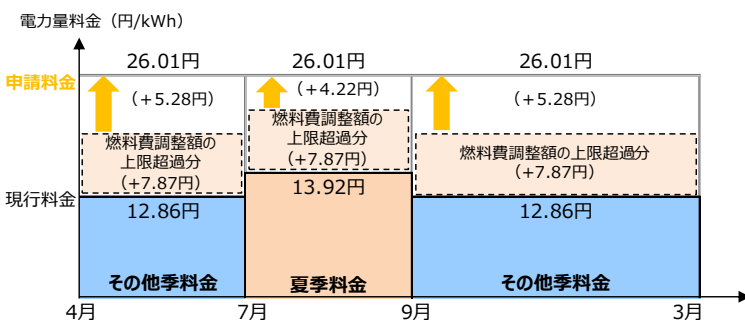 電力量料金（円/kWh）
26.01円
26.01円
26.01円
申請料金
（+5.28円）
（+4.22円）
（+5.28円）
燃料費調整額の
上限超過分
（+7.87円）
燃料費調整額の
上限超過分
（+7.87円）
燃料費調整額の上限超過分
（+7.87円）
現行料金
12.86円
13.92円
12.86円
その他季料金
夏季料金
その他季料金
4月
7月
9月
3月